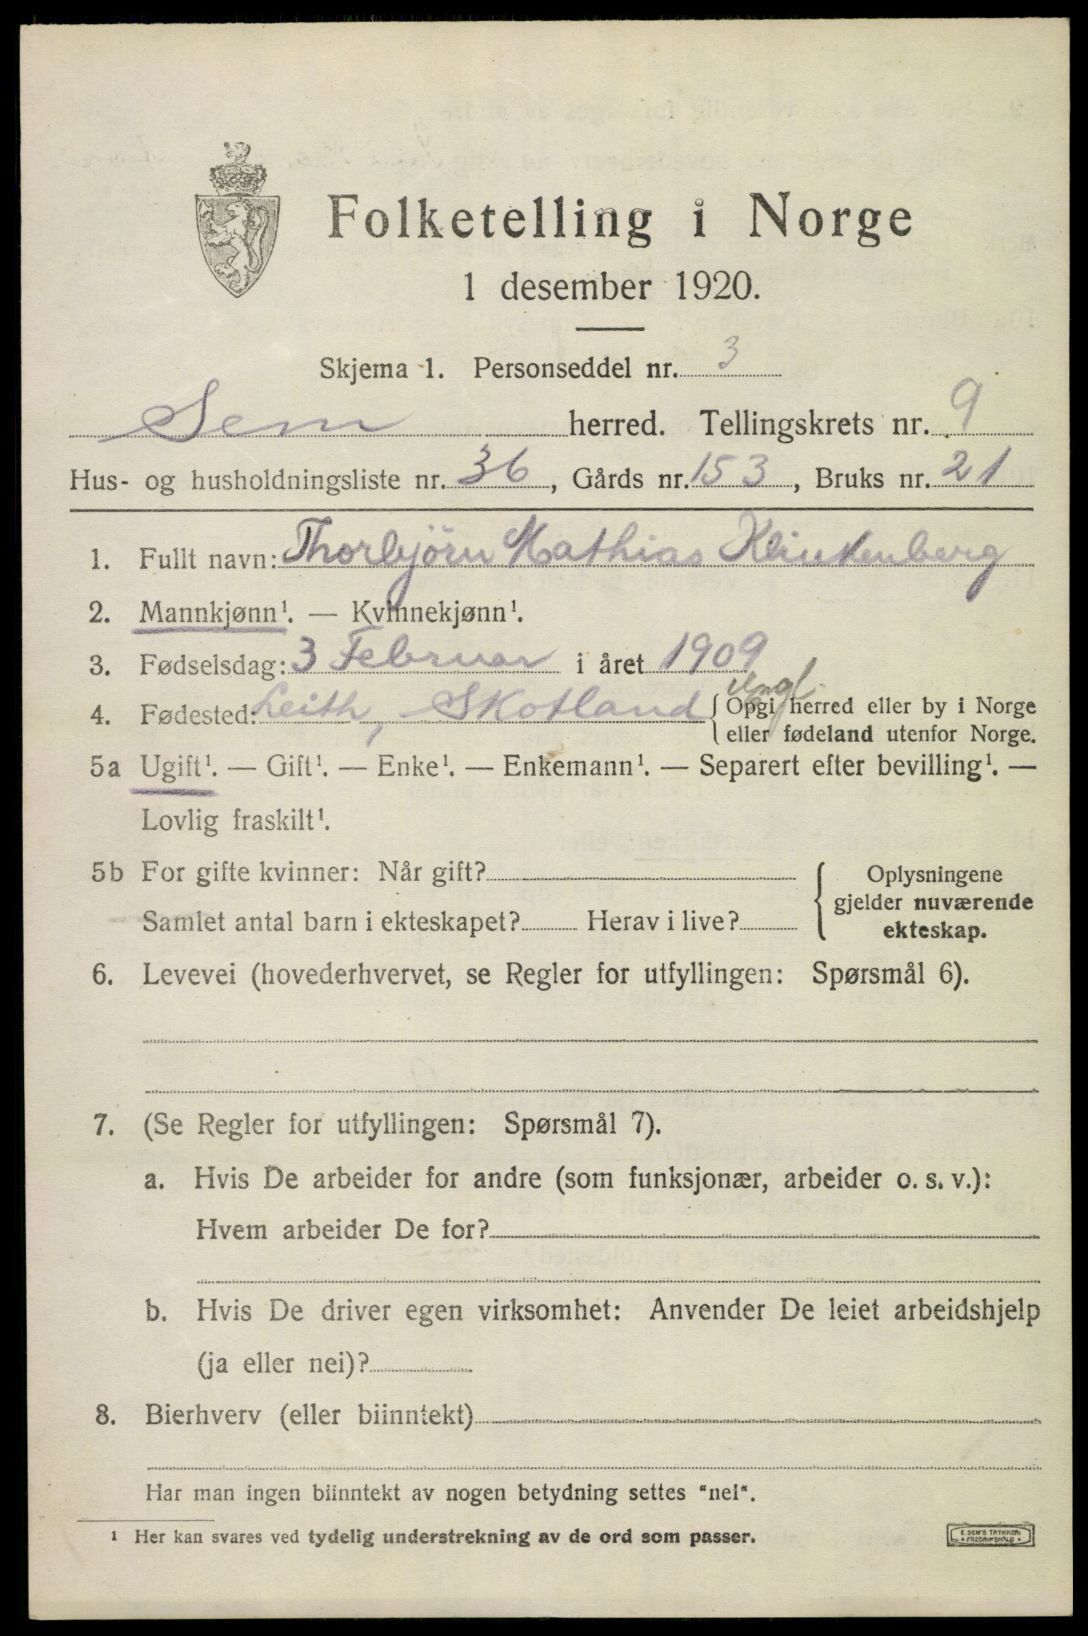 Folketelling i Norge
1 desember 1920.
Skjema 1. Personseddel nr. 3
Sem herred. Tellingskrets nr. 9
Hus- og husholdningsliste nr. 36, Gårds nr. 153, Bruks nr. 21
1. Fullt navn: Thorbjörn Mathias Klinkenberg
2. Mannkjønn¹. — Kvinnekjønn¹.
3. Fødselsdag: 3 Februar i året 1909
4. Fødested: Leith, Skotland Engl. { Opgi herred eller by i Norge
eller fødeland utenfor Norge.
5a Ugift¹. — Gift¹. — Enke¹. — Enkemann¹. — Separert efter bevilling¹. —
Lovlig fraskilt¹.
5b For gifte kvinner: Når gift? { Oplysningene
gjelder nuværende
Samlet antal barn i ekteskapet? Herav i live?
ekteskap.
6. Levevei (hovederhvervet, se Regler for utfyllingen: Spørsmål 6).
7. (Se Regler for utfyllingen: Spørsmål 7).
a. Hvis De arbeider for andre (som funksjonær, arbeider o. s. v.):
Hvem arbeider De for?
b. Hvis De driver egen virksomhet: Anvender De leiet arbeidshjelp
(ja eller nei)?
8. Bierhverv (eller biinntekt)
Har man ingen biinntekt av nogen betydning settes "nei".
¹ Her kan svares ved tydelig understrekning av de ord som passer.
E. SEM'S TRYKKERI
FREDRIKSHALD